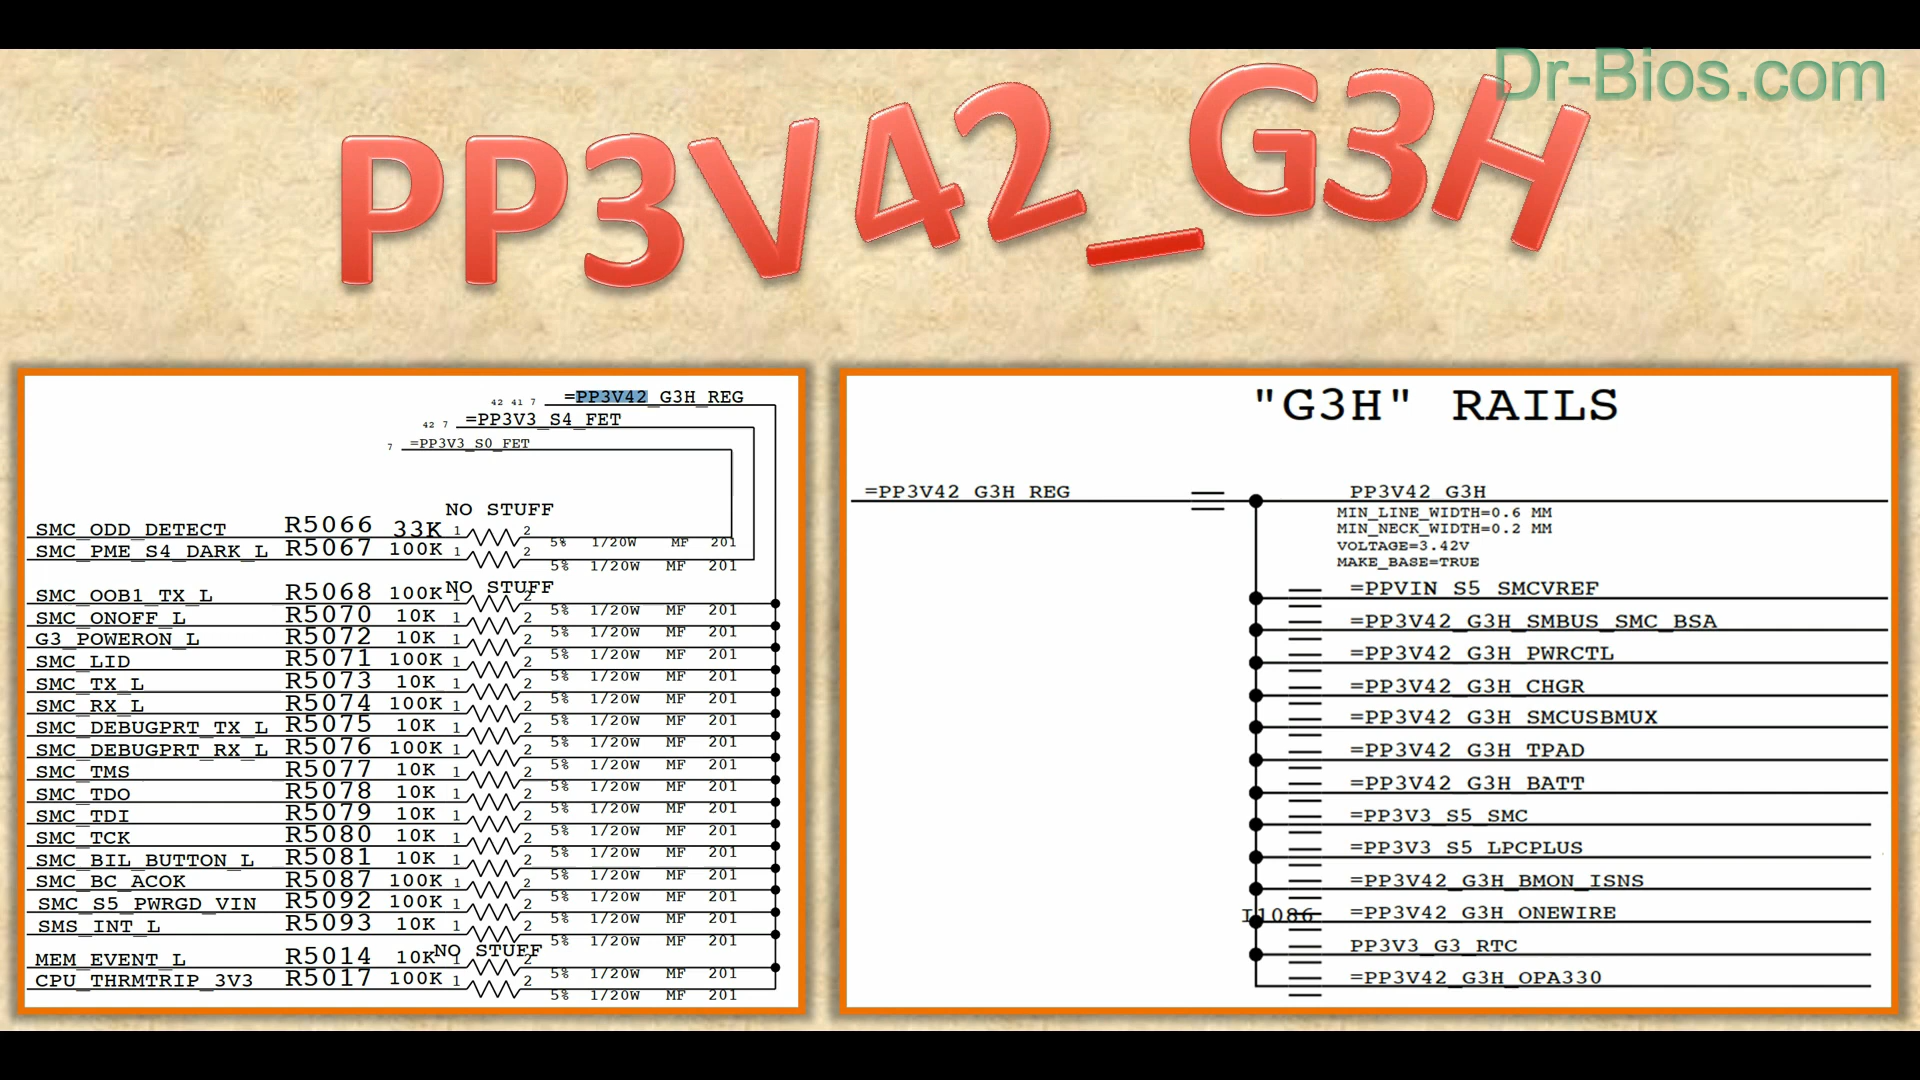 Dr-Bios.com
PP3V42_G3H
42 41 7 =PP3V42_G3H_REG
42 7 =PP3V3_S4_FET
7 =PP3V3_S0_FET
NO STUFF
SMC_ODD_DETECT R5066 33K 1 2 5% 1/20W MF 201
SMC_PME_S4_DARK_L R5067 100K 1 2 5% 1/20W MF 201
NO STUFF
SMC_OOB1_TX_L R5068 100K 1 2 5% 1/20W MF 201
SMC_ONOFF_L R5070 10K 1 2 5% 1/20W MF 201
G3_POWERON_L R5072 10K 1 2 5% 1/20W MF 201
SMC_LID R5071 100K 1 2 5% 1/20W MF 201
SMC_TX_L R5073 10K 1 2 5% 1/20W MF 201
SMC_RX_L R5074 100K 1 2 5% 1/20W MF 201
SMC_DEBUGPRT_TX_L R5075 10K 1 2 5% 1/20W MF 201
SMC_DEBUGPRT_RX_L R5076 100K 1 2 5% 1/20W MF 201
SMC_TMS R5077 10K 1 2 5% 1/20W MF 201
SMC_TDO R5078 10K 1 2 5% 1/20W MF 201
SMC_TDI R5079 10K 1 2 5% 1/20W MF 201
SMC_TCK R5080 10K 1 2 5% 1/20W MF 201
SMC_BIL_BUTTON_L R5081 10K 1 2 5% 1/20W MF 201
SMC_BC_ACOK R5087 100K 1 2 5% 1/20W MF 201
SMC_S5_PWRGD_VIN R5092 100K 1 2 5% 1/20W MF 201
SMS_INT_L R5093 10K 1 2 5% 1/20W MF 201
NO STUFF
MEM_EVENT_L R5014 10K 1 2 5% 1/20W MF 201
CPU_THRMTRIP_3V3 R5017 100K 1 2 5% 1/20W MF 201
"G3H" RAILS
=PP3V42_G3H_REG PP3V42_G3H
MIN_LINE_WIDTH=0.6 MM
MIN_NECK_WIDTH=0.2 MM
VOLTAGE=3.42V
MAKE_BASE=TRUE
=PPVIN_S5_SMCVREF
=PP3V42_G3H_SMBUS_SMC_BSA
=PP3V42_G3H_PWRCTL
=PP3V42_G3H_CHGR
=PP3V42_G3H_SMCUSBMUX
=PP3V42_G3H_TPAD
=PP3V42_G3H_BATT
=PP3V3_S5_SMC
=PP3V3_S5_LPCPLUS
=PP3V42_G3H_BMON_ISNS
I1086 =PP3V42_G3H_ONEWIRE
PP3V3_G3_RTC
=PP3V42_G3H_OPA330